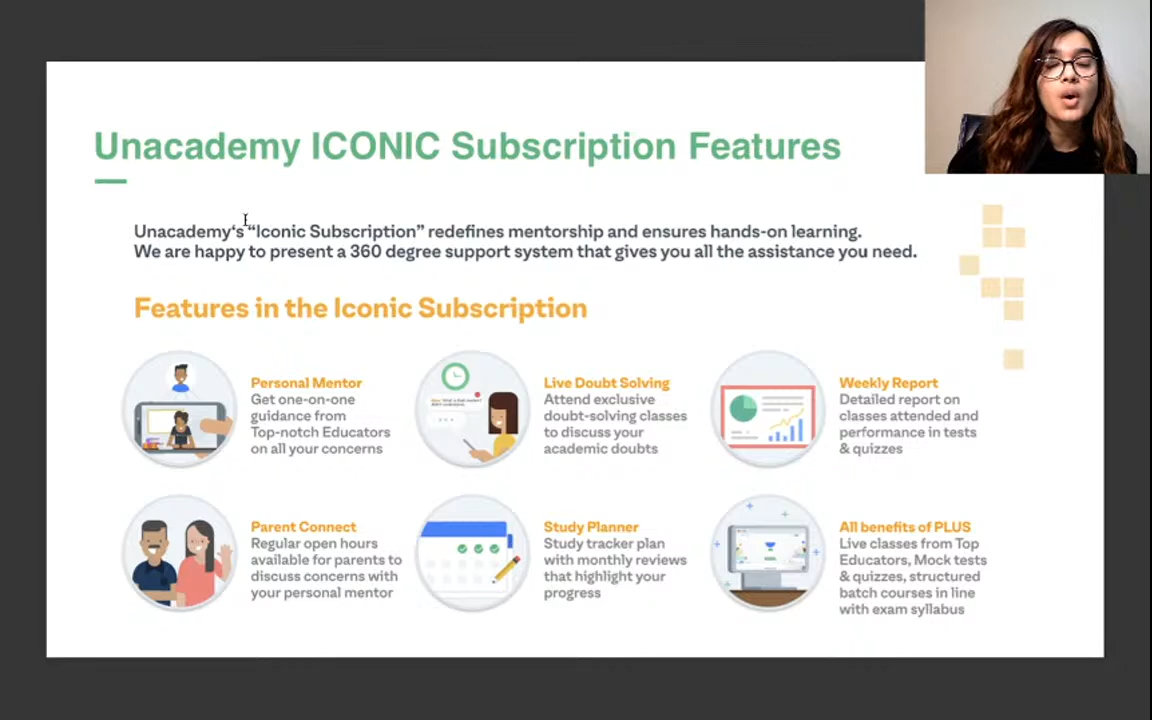 Unacademy ICONIC Subscription Features
Unacademy‘s “Iconic Subscription” redefines mentorship and ensures hands-on learning.
We are happy to present a 360 degree support system that gives you all the assistance you need.
Features in the Iconic Subscription
Personal Mentor
Get one-on-one
guidance from
Top-notch Educators
on all your concerns
Live Doubt Solving
Attend exclusive
doubt-solving classes
to discuss your
academic doubts
Weekly Report
Detailed report on
classes attended and
performance in tests
& quizzes
Parent Connect
Regular open hours
available for parents to
discuss concerns with
your personal mentor
Study Planner
Study tracker plan
with monthly reviews
that highlight your
progress
All benefits of PLUS
Live classes from Top
Educators, Mock tests
& quizzes, structured
batch courses in line
with exam syllabus